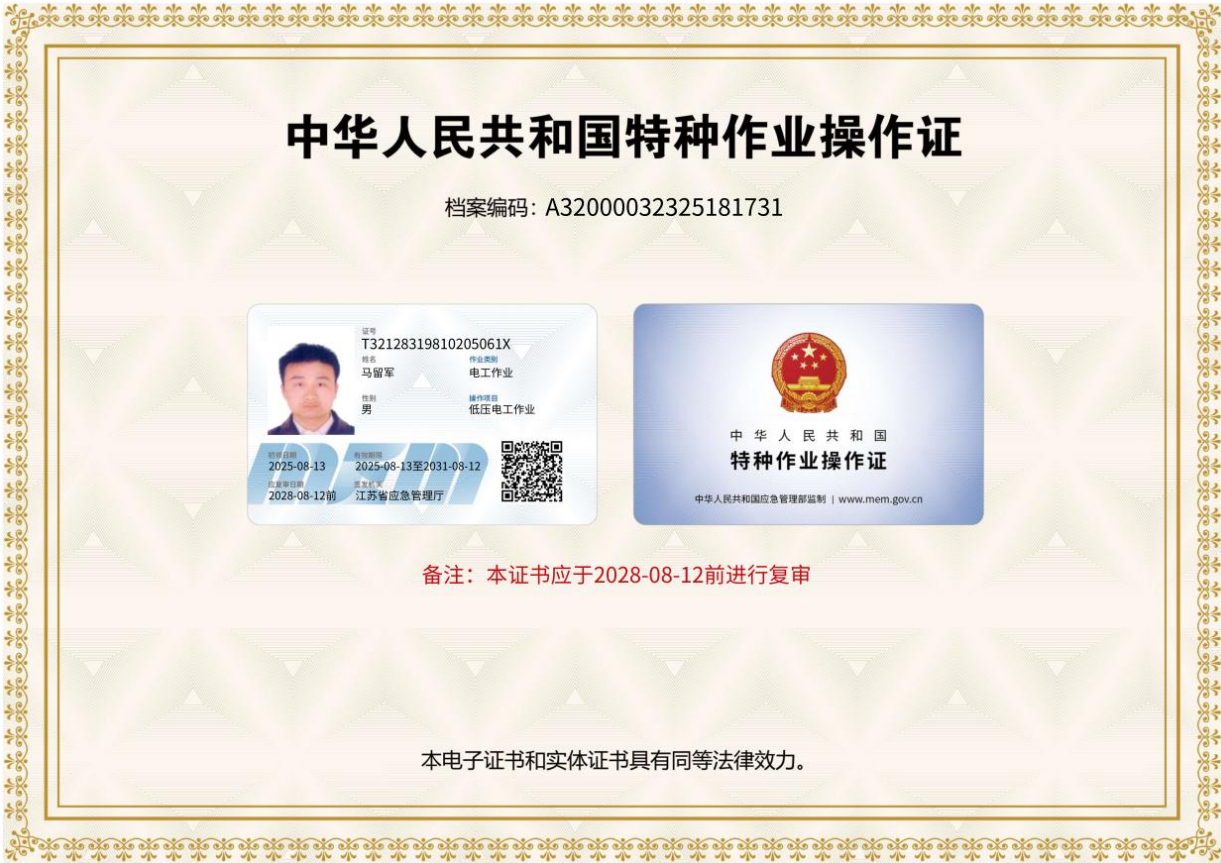 中华人民共和国特种作业操作证
档案编码：A32000032325181731
证号
T32128319810205061X
姓名 作业类别
马留军 电工作业
性别 操作项目
男 低压电工作业
初领日期 有效期限
2025-08-13 2025-08-13至2031-08-12
应复审日期 签发机关
2028-08-12前 江苏省应急管理厅
中华人民共和国
特种作业操作证
中华人民共和国应急管理部监制 | www.mem.gov.cn
备注：本证书应于2028-08-12前进行复审
本电子证书和实体证书具有同等法律效力。